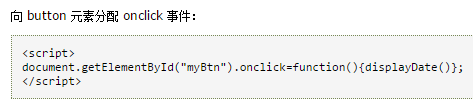 向 button 元素分配 onclick 事件：
<script>
document.getElementById("myBtn").onclick=function(){displayDate()};
</script>